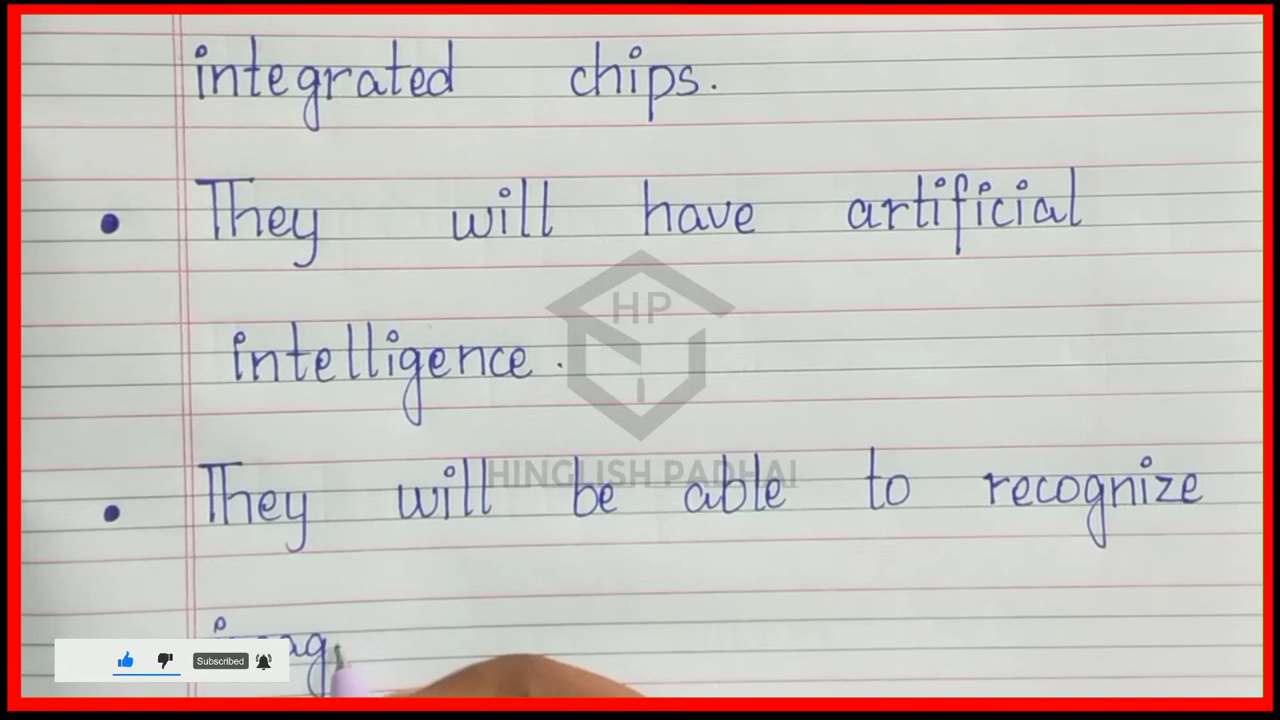 integrated chips.
• They will have artificial
HP
intelligence.
HINGLISH PADHAI
• They will be able to recognize
Subscribed